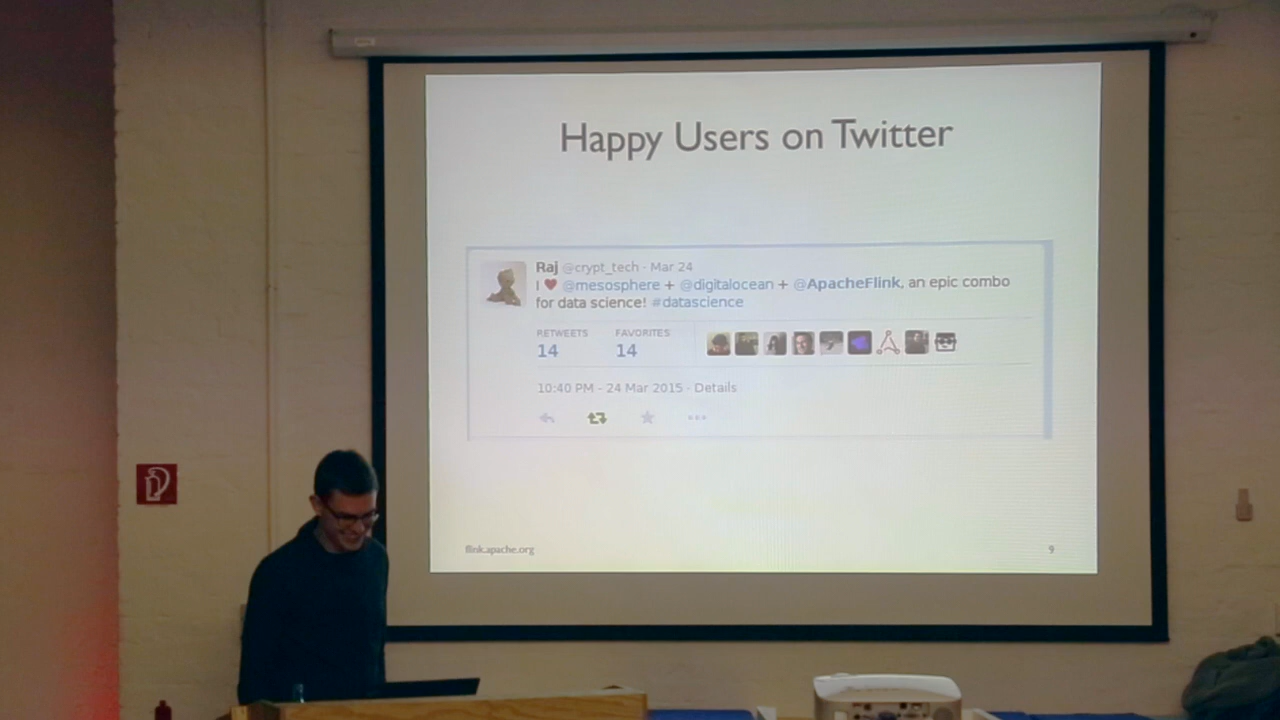 Happy Users on Twitter
Raj @crypt_tech · Mar 24
I ♥ @mesosphere + @digitalocean + @ApacheFlink, an epic combo
for data science! #datascience
RETWEETS FAVORITES
14 14
10:40 PM - 24 Mar 2015 · Details
flink.apache.org
9